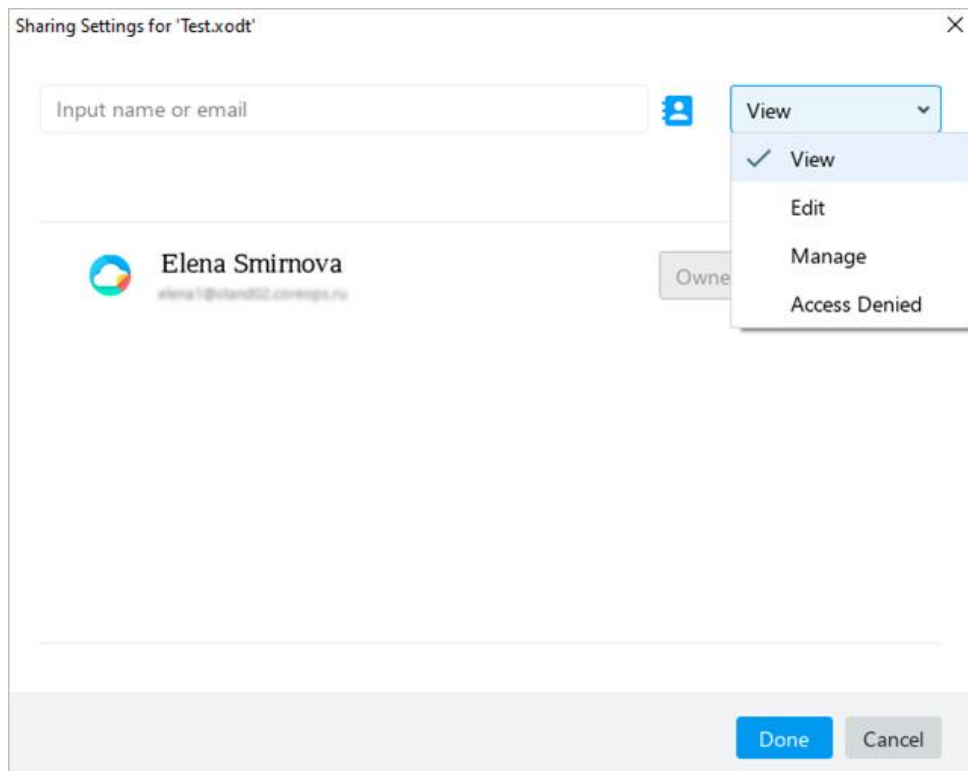 Sharing Settings for 'Test.xodt'
Input name or email
View
View
Edit
Manage
Access Denied
Elena Smirnova
Owne
Done
Cancel